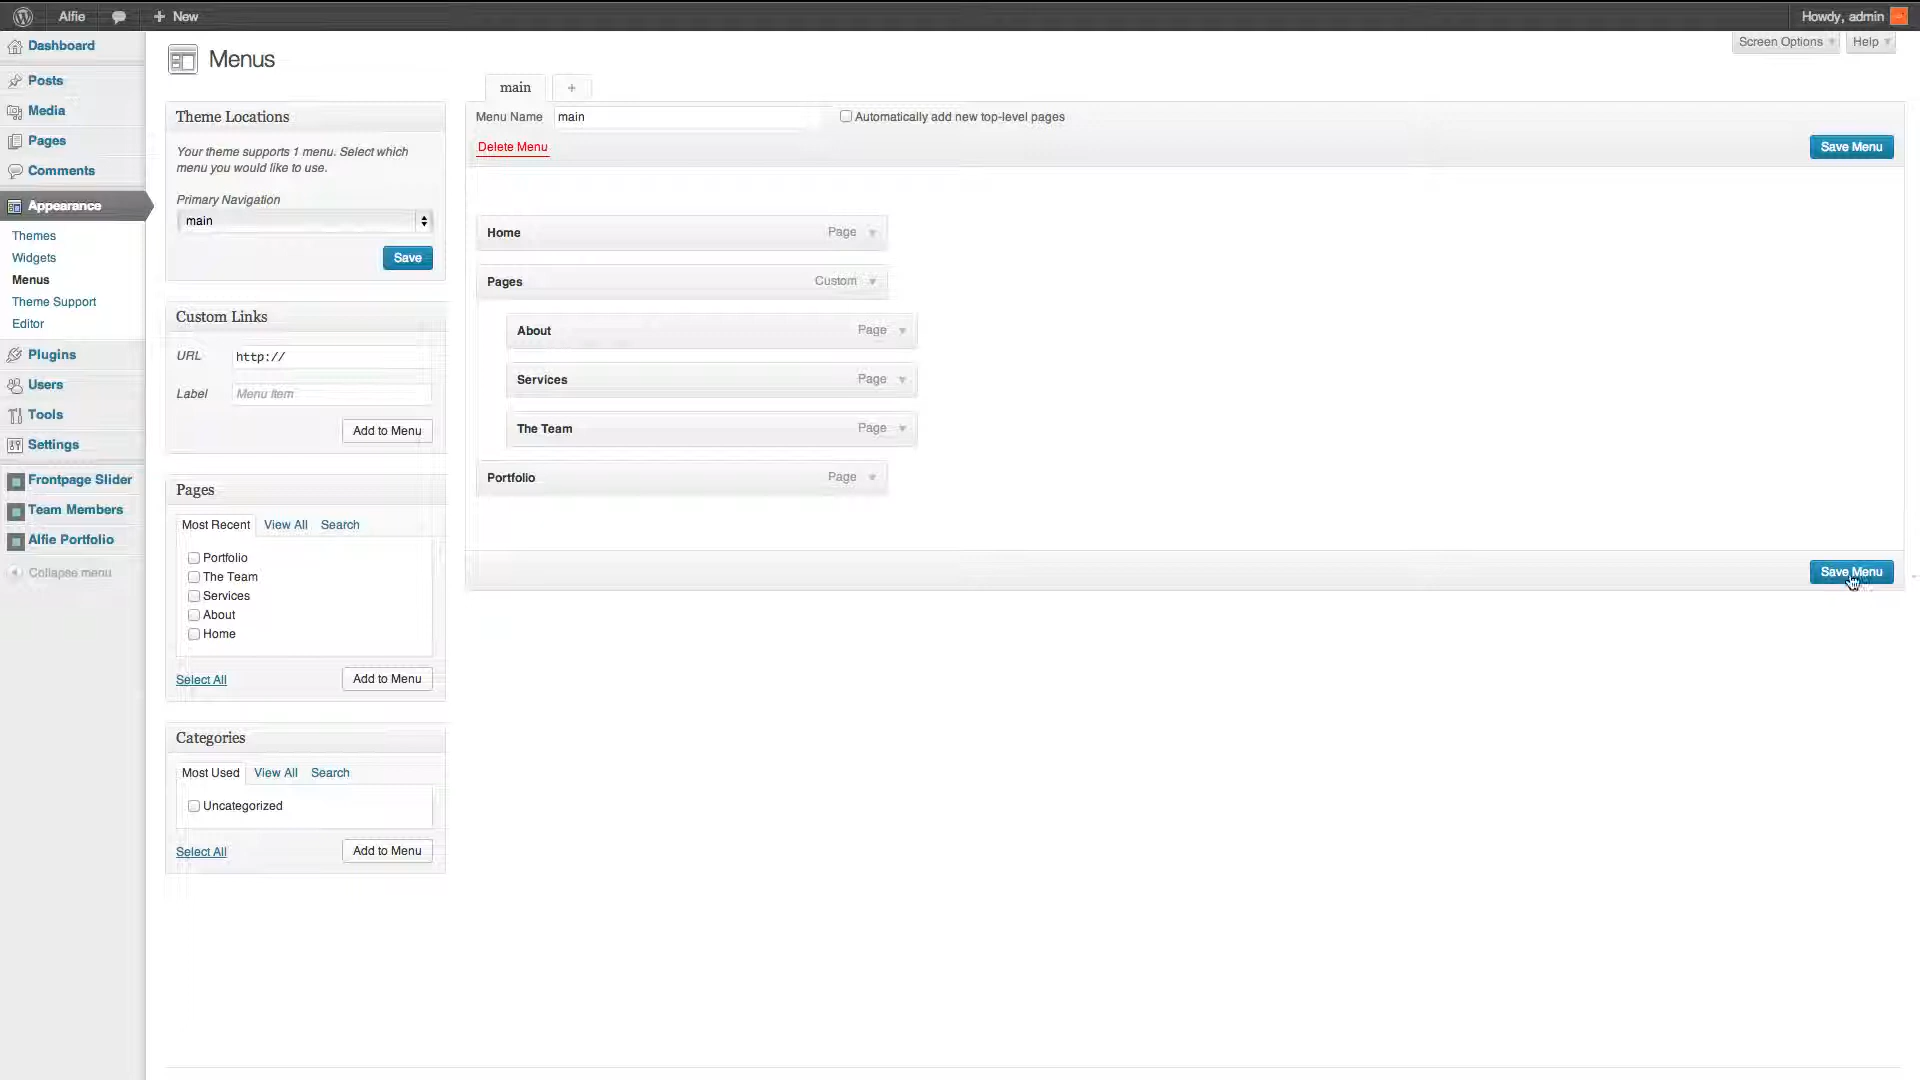 Alfie
New
Howdy, admin
Dashboard
Posts
Media
Pages
Comments
Appearance
Themes
Widgets
Menus
Theme Support
Editor
Plugins
Users
Tools
Settings
Frontpage Slider
Team Members
Alfie Portfolio
Collapse menu
Menus
Screen Options
Help
Theme Locations
Your theme supports 1 menu. Select which
menu you would like to use.
Primary Navigation
main
Save
Custom Links
URL http://
Label Menu Item
Add to Menu
Pages
Most Recent View All Search
Portfolio
The Team
Services
About
Home
Select All Add to Menu
Categories
Most Used View All Search
Uncategorized
Select All Add to Menu
main +
Menu Name main Automatically add new top-level pages
Delete Menu Save Menu
Home Page
Pages Custom
About Page
Services Page
The Team Page
Portfolio Page
Save Menu